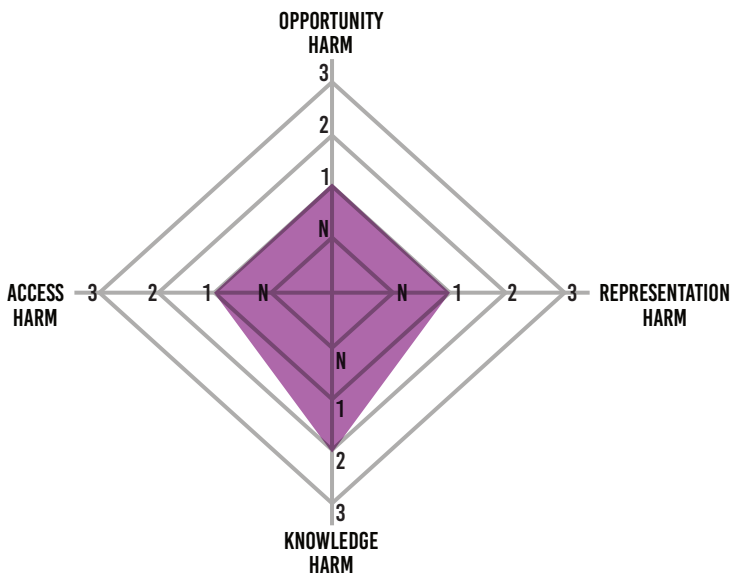 OPPORTUNITY
HARM
3
2
1
N
ACCESS
HARM
3 2 1 N N 1 2 3
REPRESENTATION
HARM
N
1
2
3
KNOWLEDGE
HARM